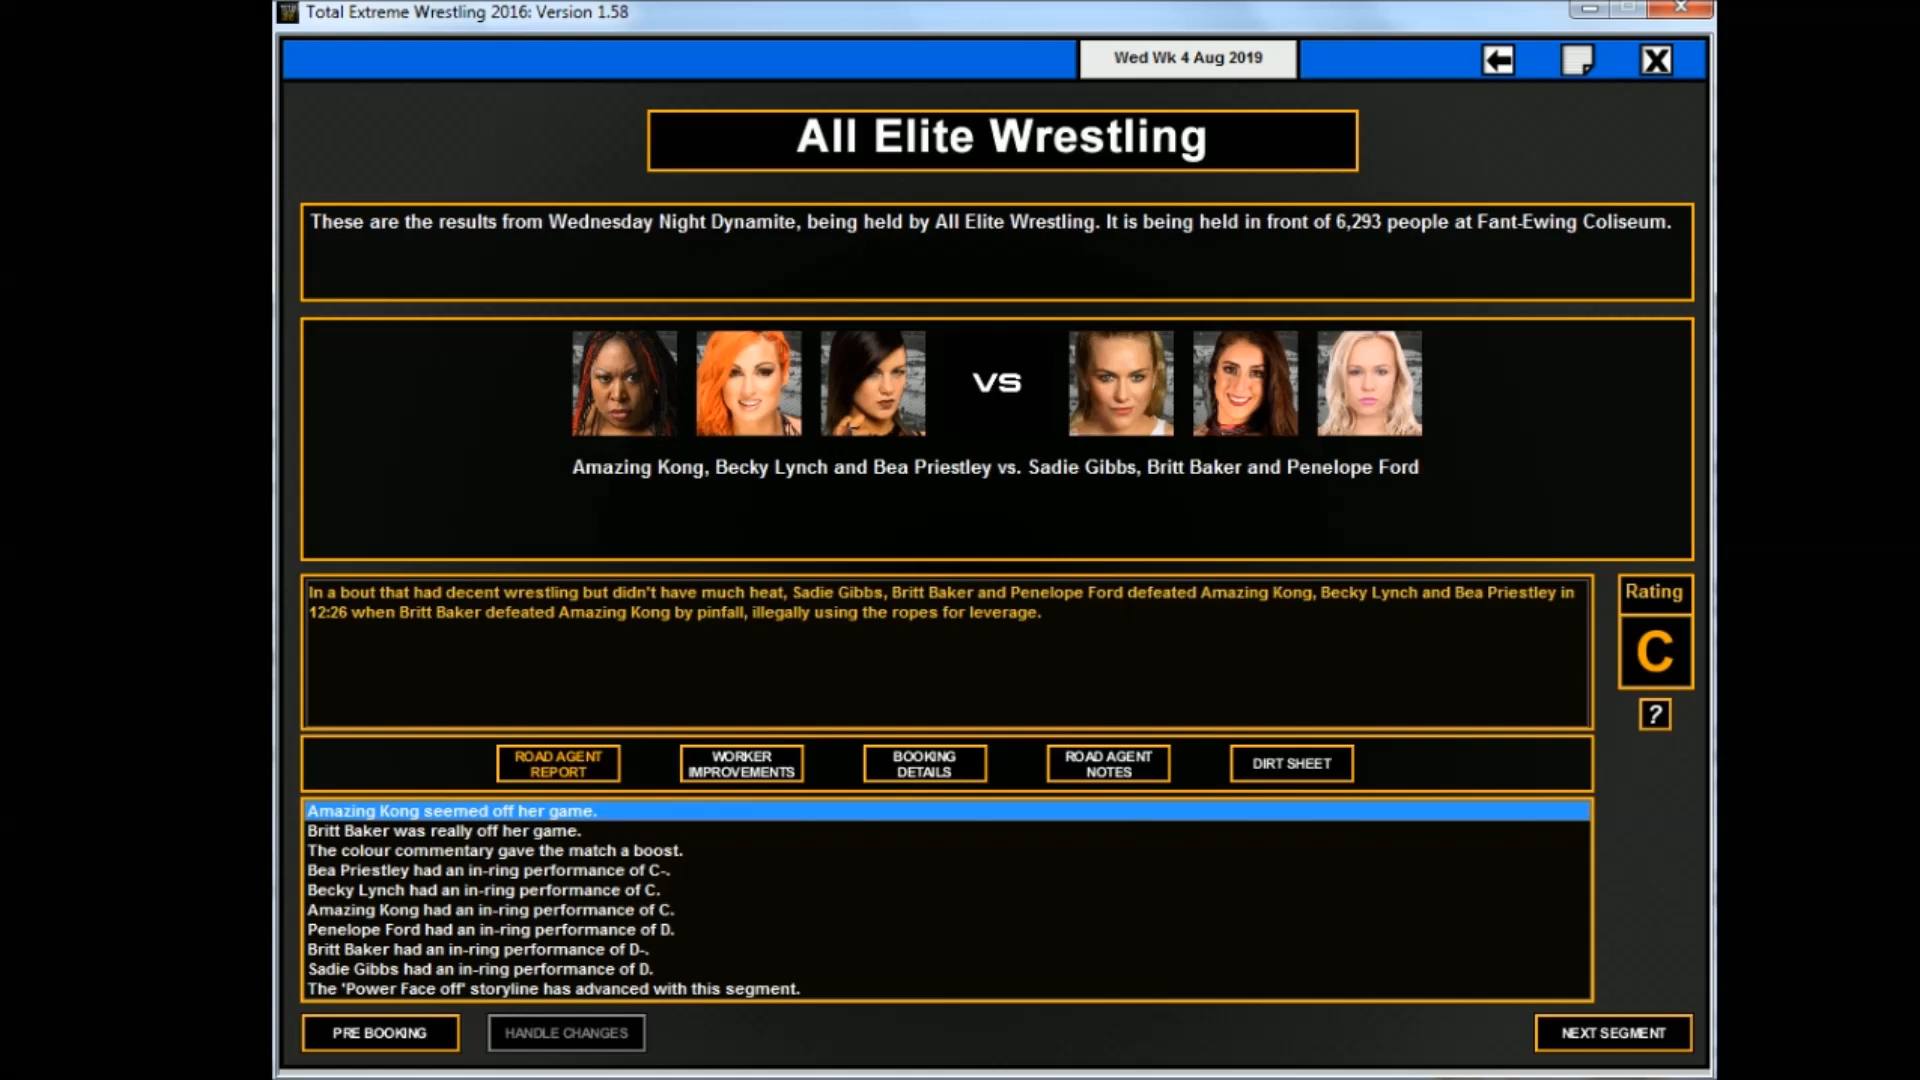 Total Extreme Wrestling 2016: Version 1.58
Wed Wk 4 Aug 2019
All Elite Wrestling
These are the results from Wednesday Night Dynamite, being held by All Elite Wrestling. It is being held in front of 6,293 people at Fant-Ewing Coliseum.
VS
Amazing Kong, Becky Lynch and Bea Priestley vs. Sadie Gibbs, Britt Baker and Penelope Ford
In a bout that had decent wrestling but didn't have much heat, Sadie Gibbs, Britt Baker and Penelope Ford defeated Amazing Kong, Becky Lynch and Bea Priestley in
12:26 when Britt Baker defeated Amazing Kong by pinfall, illegally using the ropes for leverage.
Rating
C
?
ROAD AGENT
REPORT
WORKER
IMPROVEMENTS
BOOKING
DETAILS
ROAD AGENT
NOTES
DIRT SHEET
Amazing Kong seemed off her game.
Britt Baker was really off her game.
The colour commentary gave the match a boost.
Bea Priestley had an in-ring performance of C-.
Becky Lynch had an in-ring performance of C.
Amazing Kong had an in-ring performance of C.
Penelope Ford had an in-ring performance of D.
Britt Baker had an in-ring performance of D-.
Sadie Gibbs had an in-ring performance of D.
The 'Power Face off' storyline has advanced with this segment.
PRE BOOKING
HANDLE CHANGES
NEXT SEGMENT